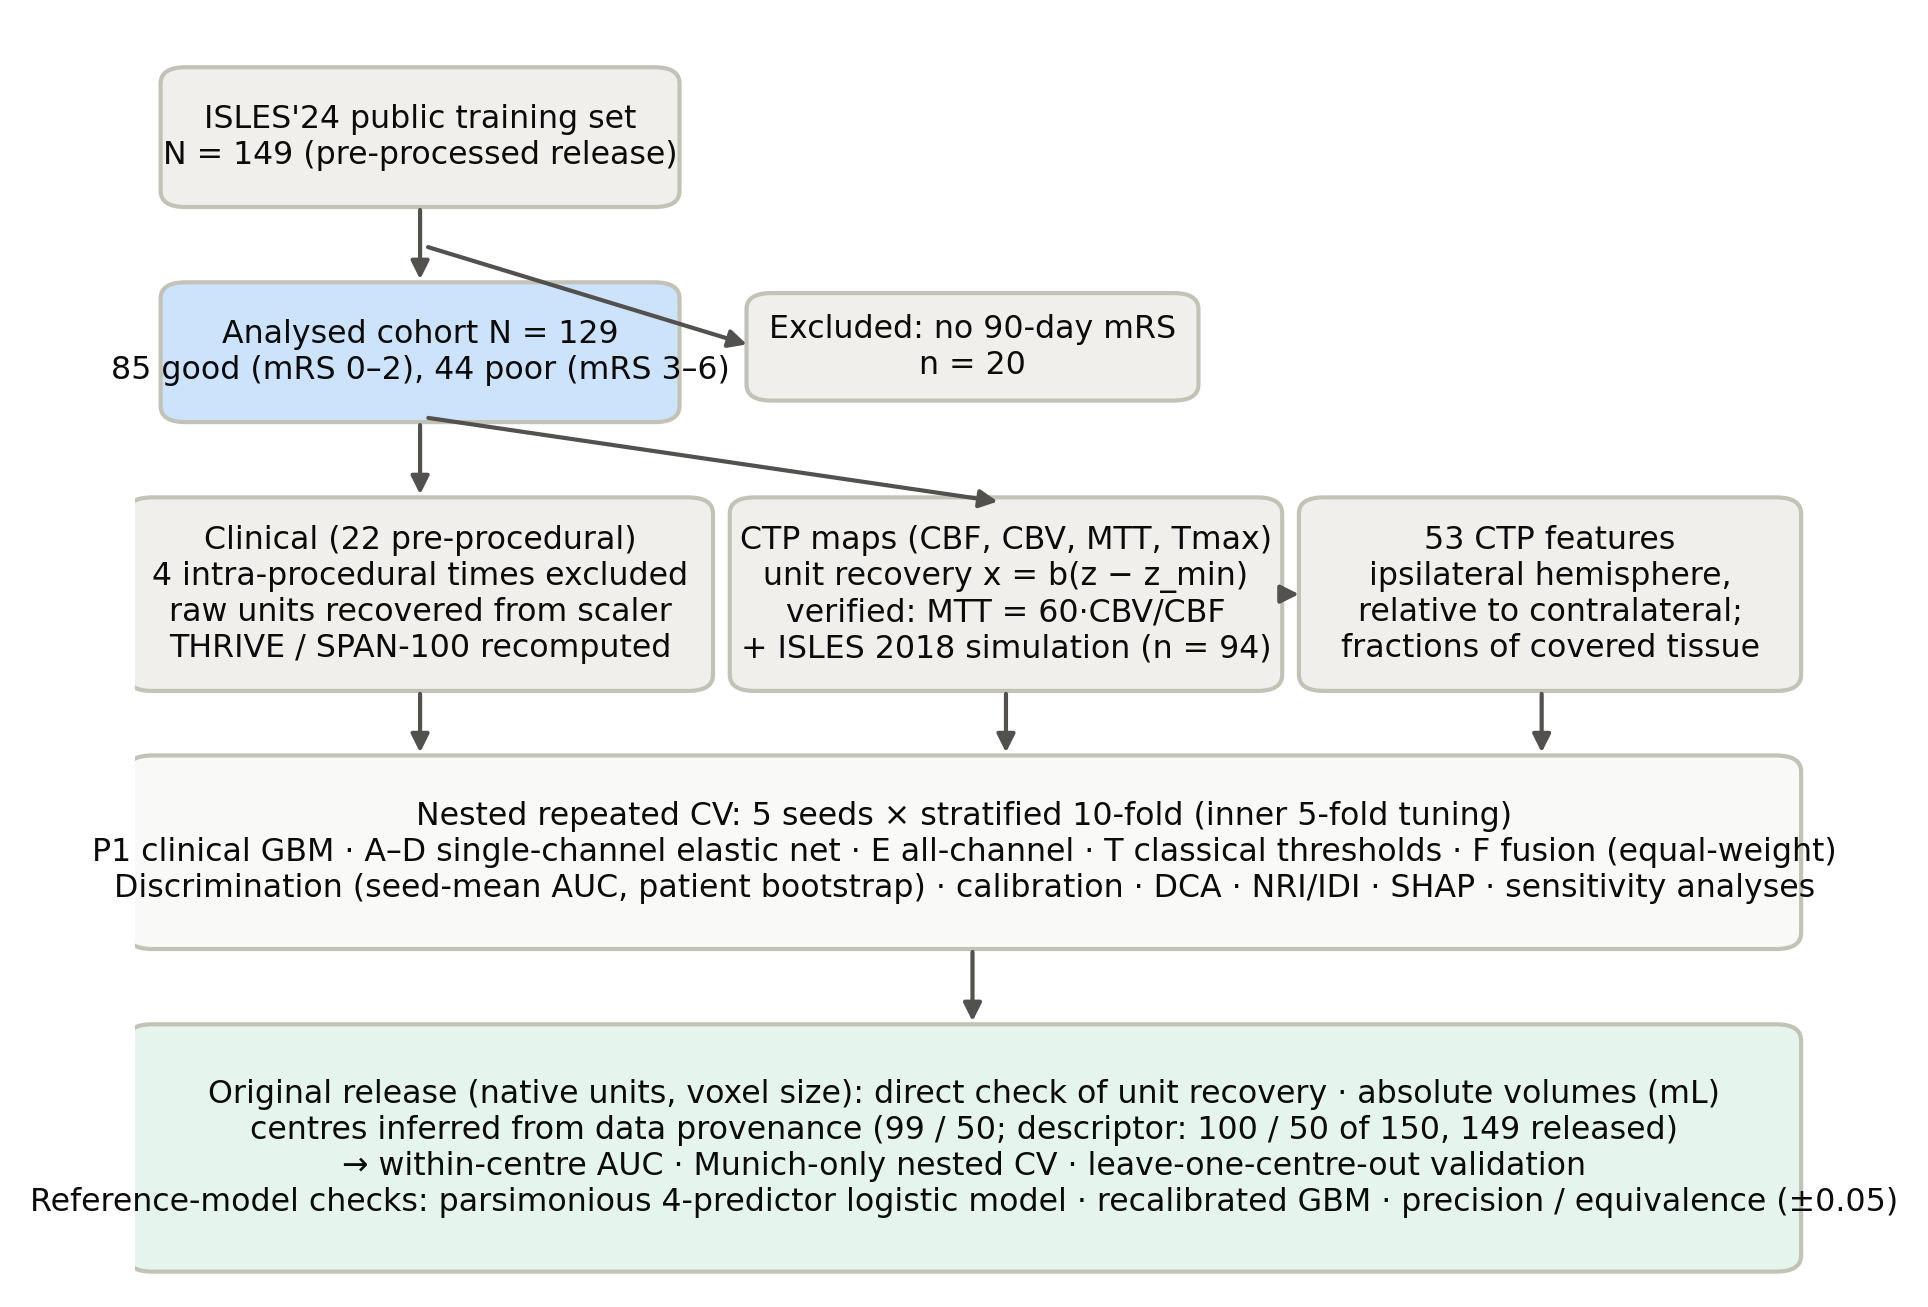 ISLES'24 public training set
N = 149 (pre-processed release)
Analysed cohort N = 129
85 good (mRS 0–2), 44 poor (mRS 3–6)
Excluded: no 90-day mRS
n = 20
Clinical (22 pre-procedural)
4 intra-procedural times excluded
raw units recovered from scaler
THRIVE / SPAN-100 recomputed
CTP maps (CBF, CBV, MTT, Tmax)
unit recovery x = b(z − z_min)
verified: MTT = 60·CBV/CBF
+ ISLES 2018 simulation (n = 94)
53 CTP features
ipsilateral hemisphere,
relative to contralateral;
fractions of covered tissue
Nested repeated CV: 5 seeds × stratified 10-fold (inner 5-fold tuning)
P1 clinical GBM · A–D single-channel elastic net · E all-channel · T classical thresholds · F fusion (equal-weight)
Discrimination (seed-mean AUC, patient bootstrap) · calibration · DCA · NRI/IDI · SHAP · sensitivity analyses
Original release (native units, voxel size): direct check of unit recovery · absolute volumes (mL)
centres inferred from data provenance (99 / 50; descriptor: 100 / 50 of 150, 149 released)
→ within-centre AUC · Munich-only nested CV · leave-one-centre-out validation
Reference-model checks: parsimonious 4-predictor logistic model · recalibrated GBM · precision / equivalence (±0.05)